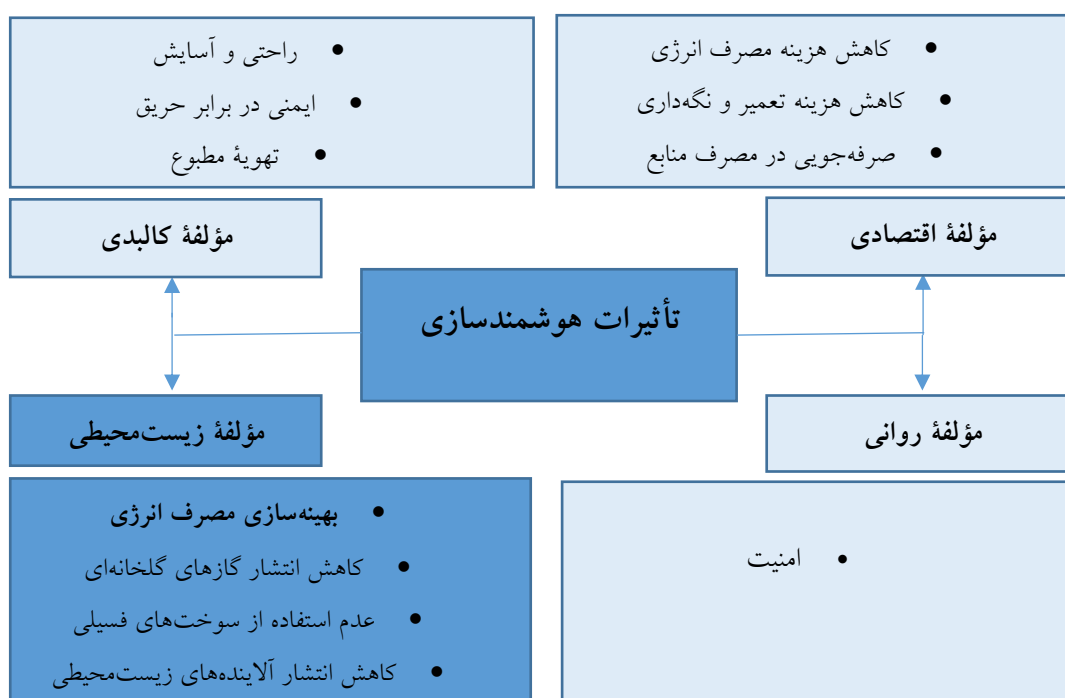 • کاهش هزینه مصرف انرژی
• کاهش هزینه تعمیر و نگه‌داری
• صرفه‌جویی در مصرف منابع
• راحتی و آسایش
• ایمنی در برابر حریق
• تهویهٔ مطبوع
مؤلفهٔ اقتصادی
مؤلفهٔ کالبدی
تأثیرات هوشمندسازی
مؤلفهٔ روانی
مؤلفهٔ زیست‌محیطی
• امنیت
• بهینه‌سازی مصرف انرژی
• کاهش انتشار گازهای گلخانه‌ای
• عدم استفاده از سوخت‌های فسیلی
• کاهش انتشار آلاینده‌های زیست‌محیطی